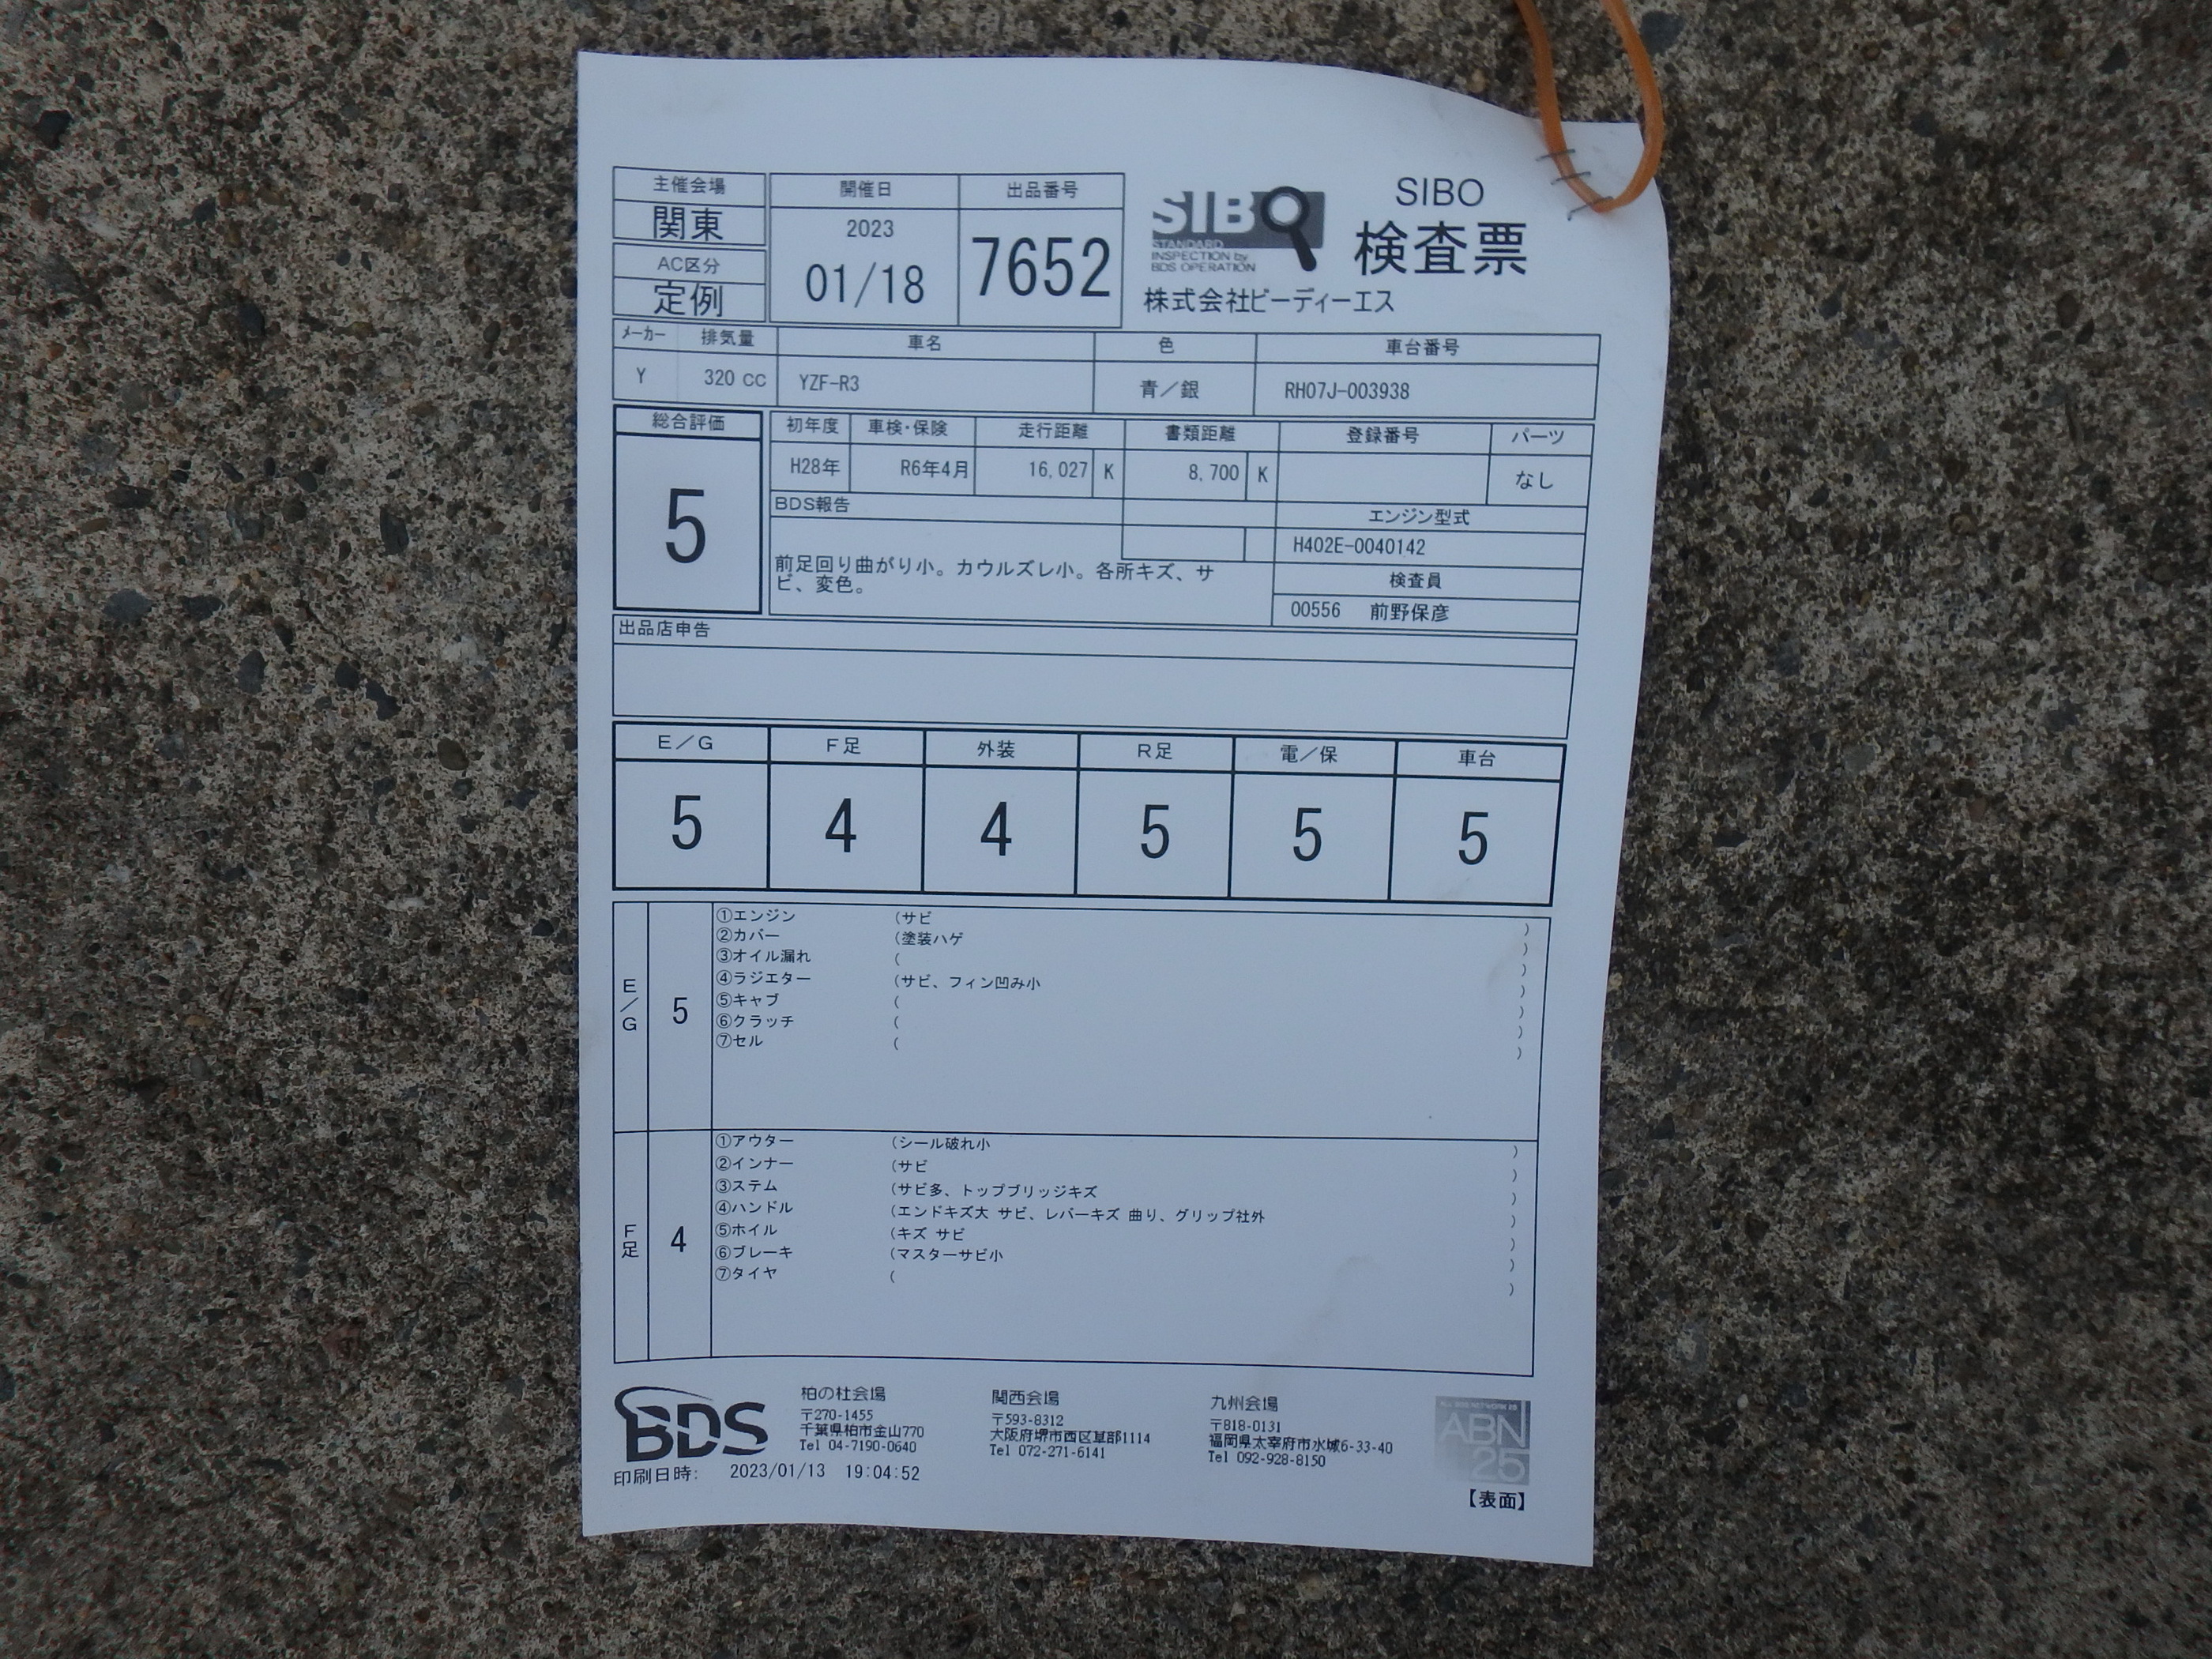 主催会場
関東
AC区分
定例
開催日
2023
01/18
出品番号
7652
SIBO
STANDARD
INSPECTION by
BDS OPERATION
SIBO
検査票
株式会社ビーディーエス
メーカー 排気量 車名 色 車台番号
Y 320 CC YZF-R3 青／銀 RH07J-003938
総合評価
5
初年度 車検・保険 走行距離 書類距離 登録番号 パーツ
H28年 R6年4月 16,027 K 8,700 K なし
BDS報告
前足回り曲がり小。カウルズレ小。各所キズ、サ
ビ、変色。
エンジン型式
H402E-0040142
検査員
00556 前野保彦
出品店申告
E／G F足 外装 R足 電／保 車台
5 4 4 5 5 5
E／G
5
①エンジン (サビ )
②カバー (塗装ハゲ )
③オイル漏れ ( )
④ラジエター (サビ、フィン凹み小 )
⑤キャブ ( )
⑥クラッチ ( )
⑦セル ( )
F足
4
①アウター (シール破れ小 )
②インナー (サビ )
③ステム (サビ多、トップブリッジキズ )
④ハンドル (エンドキズ大 サビ、レバーキズ 曲り、グリップ社外 )
⑤ホイル (キズ サビ )
⑥ブレーキ (マスターサビ小 )
⑦タイヤ ( )
BDS
柏の杜会場
〒270-1455
千葉県柏市金山770
Tel 04-7190-0640
関西会場
〒593-8312
大阪府堺市西区草部1114
Tel 072-271-6141
九州会場
〒818-0131
福岡県太宰府市水城6-33-40
Tel 092-928-8150
ABN
25
印刷日時: 2023/01/13 19:04:52
【表面】